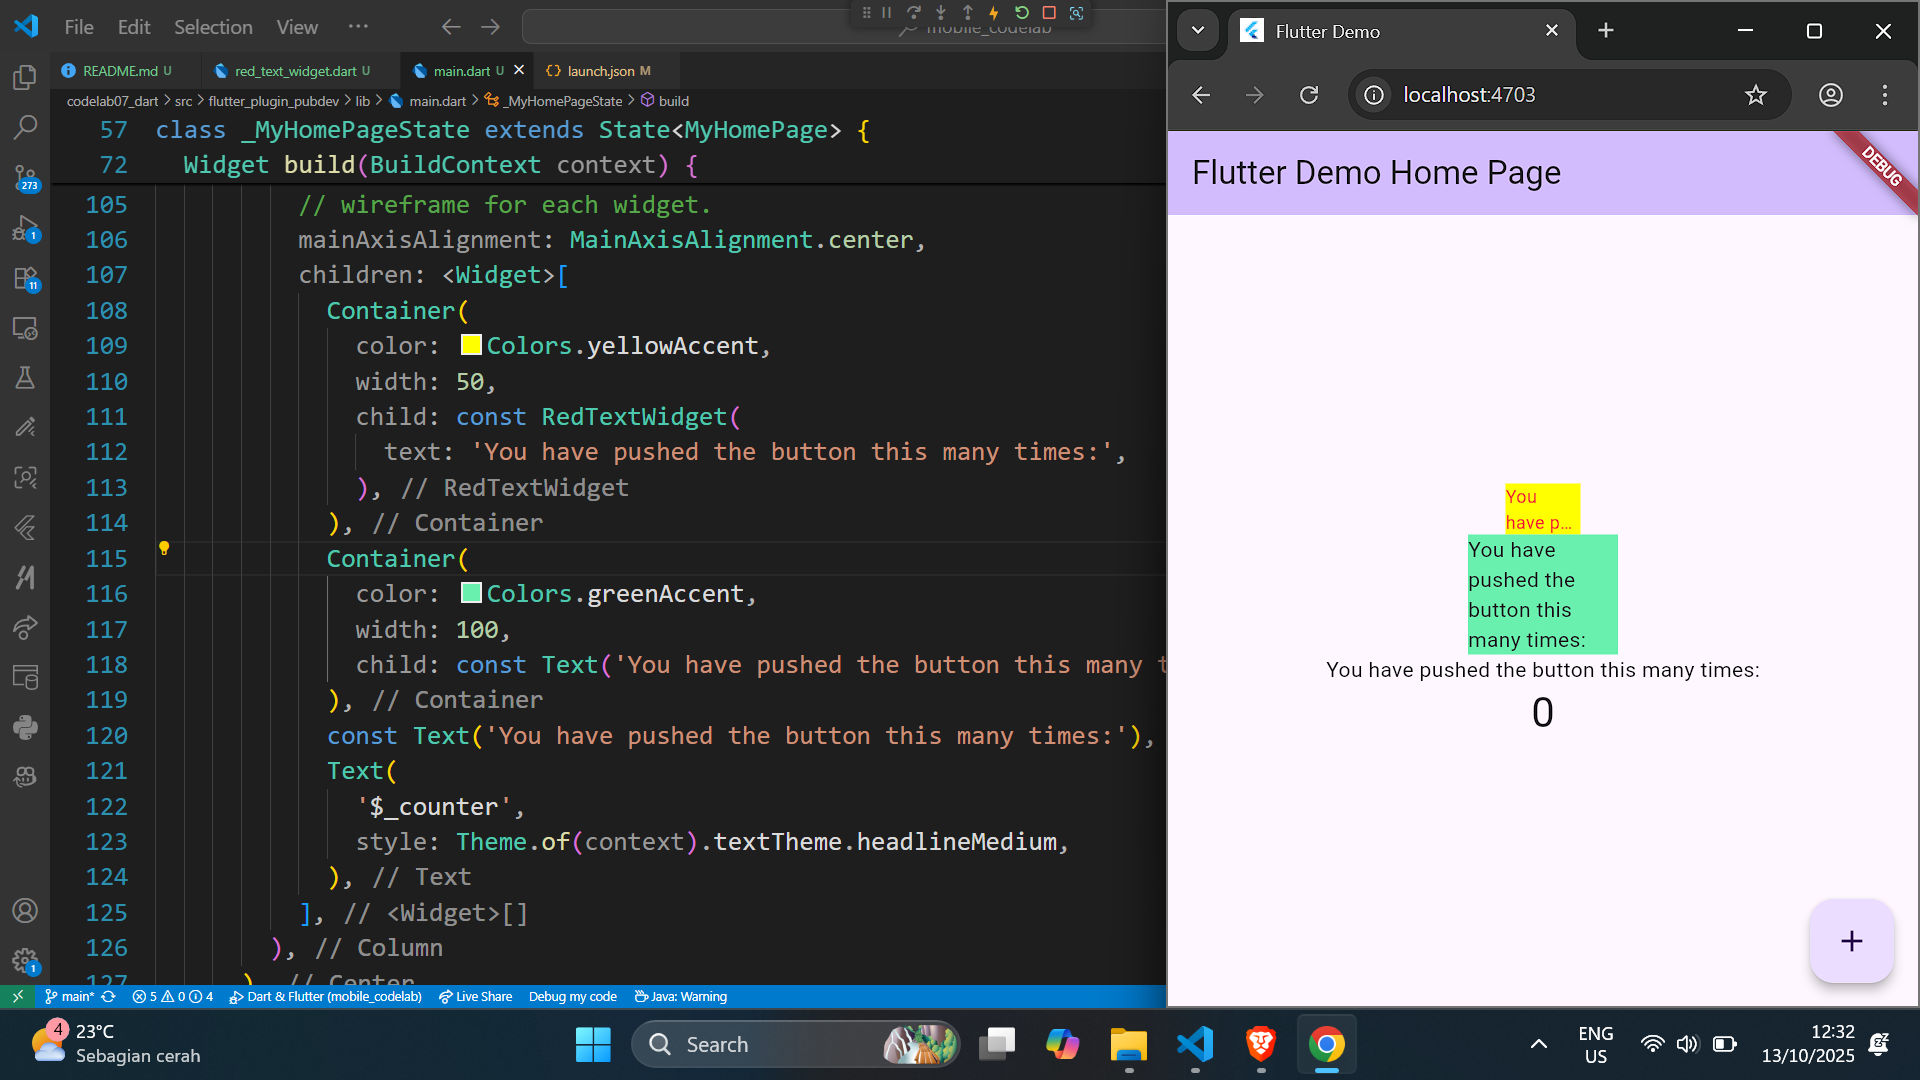 File Edit Selection View ···
mobile_codelab
README.md U
red_text_widget.dart U
main.dart U
launch.json M
codelab07_dart > src > flutter_plugin_pubdev > lib > main.dart > _MyHomePageState > build
57 class _MyHomePageState extends State<MyHomePage> {
72 Widget build(BuildContext context) {
105 // wireframe for each widget.
106 mainAxisAlignment: MainAxisAlignment.center,
107 children: <Widget>[
108 Container(
109 color: Colors.yellowAccent,
110 width: 50,
111 child: const RedTextWidget(
112 text: 'You have pushed the button this many times:',
113 ), // RedTextWidget
114 ), // Container
115 Container(
116 color: Colors.greenAccent,
117 width: 100,
118 child: const Text('You have pushed the button this many t
119 ), // Container
120 const Text('You have pushed the button this many times:'),
121 Text(
122 '$_counter',
123 style: Theme.of(context).textTheme.headlineMedium,
124 ), // Text
125 ], // <Widget>[]
126 ), // Column
127 ), // Center
273
1
11
1
main* 5 0 4 Dart & Flutter (mobile_codelab) Live Share Debug my code Java: Warning
Flutter Demo
localhost:4703
Flutter Demo Home Page
DEBUG
You
have p...
You have
pushed the
button this
many times:
You have pushed the button this many times:
0
+
4
23°C
Sebagian cerah
Search
ENG
US
12:32
13/10/2025